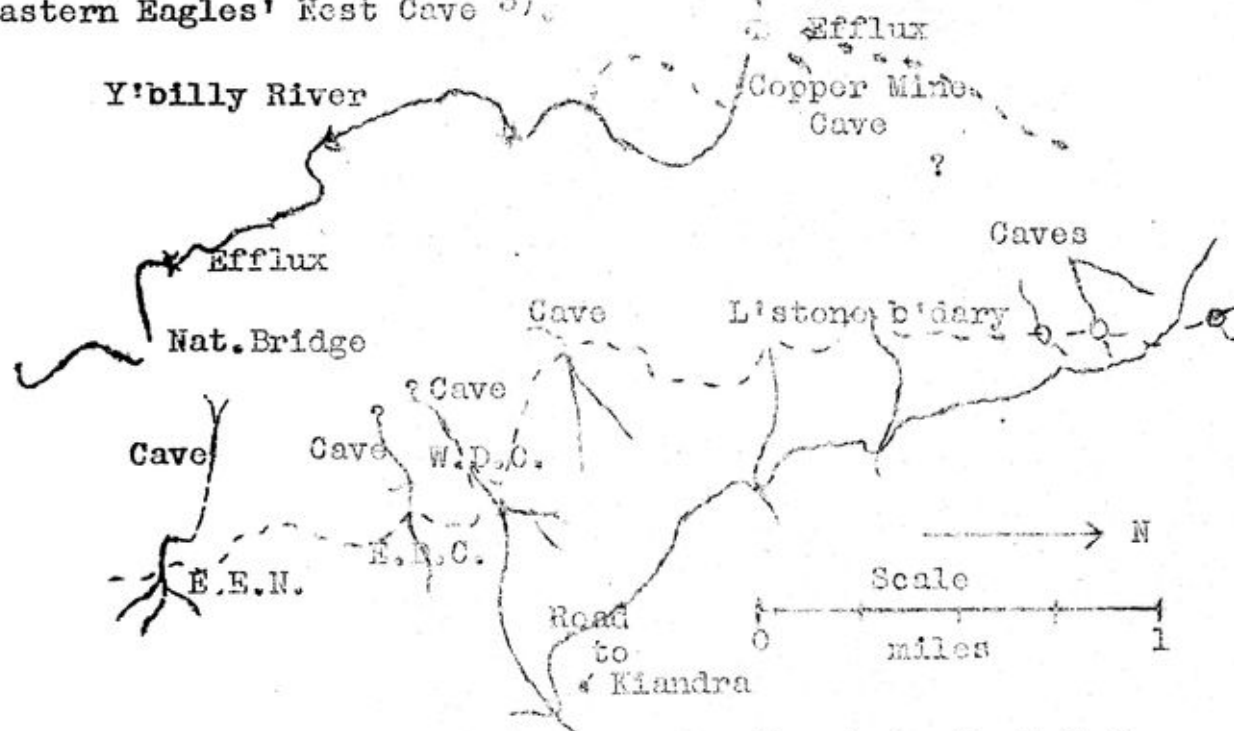 astern Eagles' Nest Cave 8).
Efflux
Y'billy River
Copper Mine
Cave
?
Caves
Efflux
Cave
L'stone b'dary
Nat.Bridge
? Cave
?
Cave
Cave
W.D.C.
N
E.D.C.
E.E.N.
Scale
Road
to
Kiandra
0
1
miles